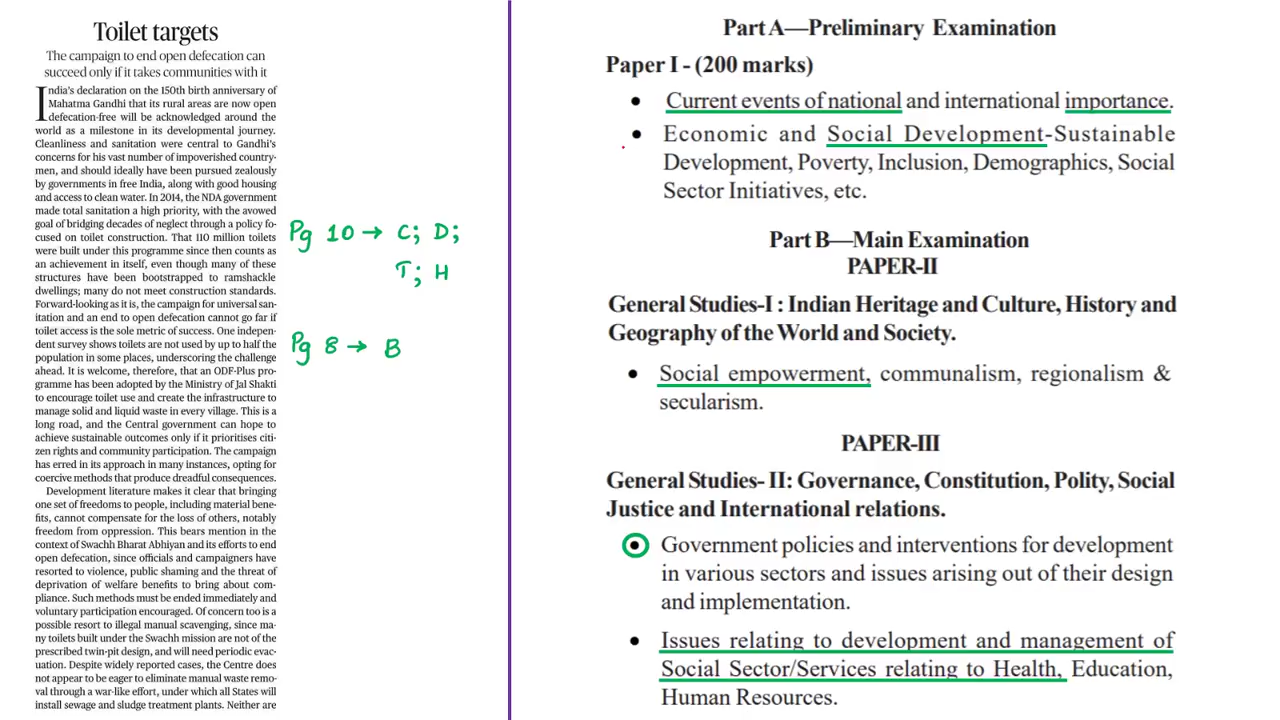 Toilet targets
The campaign to end open defecation can
succeed only if it takes communities with it
India's declaration on the 150th birth anniversary of
Mahatma Gandhi that its rural areas are now open
defecation-free will be acknowledged around the
world as a milestone in its developmental journey.
Cleanliness and sanitation were central to Gandhi's
concerns for his vast number of impoverished country-
men, and should ideally have been pursued zealously
by governments in free India, along with good housing
and access to clean water. In 2014, the NDA government
made total sanitation a high priority, with the avowed
goal of bridging decades of neglect through a policy fo-
cused on toilet construction. That 110 million toilets
were built under this programme since then counts as
an achievement in itself, even though many of these
structures have been bootstrapped to ramshackle
dwellings; many do not meet construction standards.
Forward-looking as it is, the campaign for universal san-
itation and an end to open defecation cannot go far if
toilet access is the sole metric of success. One indepen-
dent survey shows toilets are not used by up to half the
population in some places, underscoring the challenge
ahead. It is welcome, therefore, that an ODF-Plus pro-
gramme has been adopted by the Ministry of Jal Shakti
to encourage toilet use and create the infrastructure to
manage solid and liquid waste in every village. This is a
long road, and the Central government can hope to
achieve sustainable outcomes only if it prioritises citi-
zen rights and community participation. The campaign
has erred in its approach in many instances, opting for
coercive methods that produce dreadful consequences.
Development literature makes it clear that bringing
one set of freedoms to people, including material bene-
fits, cannot compensate for the loss of others, notably
freedom from oppression. This bears mention in the
context of Swachh Bharat Abhiyan and its efforts to end
open defecation, since officials and campaigners have
resorted to violence, public shaming and the threat of
deprivation of welfare benefits to bring about com-
pliance. Such methods must be ended immediately and
voluntary participation encouraged. Of concern too is a
possible resort to illegal manual scavenging, since ma-
ny toilets built under the Swachh mission are not of the
prescribed twin-pit design, and will need periodic evac-
uation. Despite widely reported cases, the Centre does
not appear to be eager to eliminate manual waste remo-
val through a war-like effort, under which all States will
install sewage and sludge treatment plants. Neither are
Pg 10 → C; D;
T; H
Pg 8 → B
Part A—Preliminary Examination
Paper I - (200 marks)
• Current events of national and international importance.
• Economic and Social Development-Sustainable
Development, Poverty, Inclusion, Demographics, Social
Sector Initiatives, etc.
Part B—Main Examination
PAPER-II
General Studies-I : Indian Heritage and Culture, History and
Geography of the World and Society.
• Social empowerment, communalism, regionalism &
secularism.
PAPER-III
General Studies- II: Governance, Constitution, Polity, Social
Justice and International relations.
• Government policies and interventions for development
in various sectors and issues arising out of their design
and implementation.
• Issues relating to development and management of
Social Sector/Services relating to Health, Education,
Human Resources.